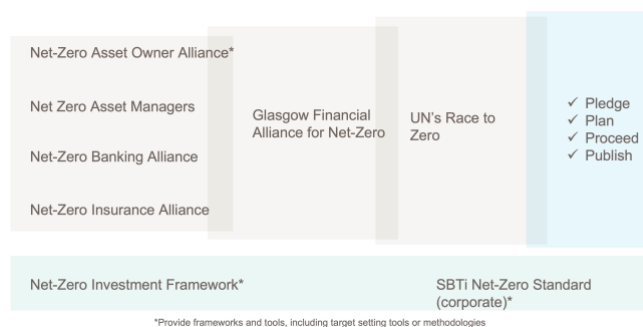 Net-Zero Asset Owner Alliance*
Net Zero Asset Managers
Net-Zero Banking Alliance
Net-Zero Insurance Alliance
Glasgow Financial
Alliance for Net-Zero
UN's Race to
Zero
✓ Pledge
✓ Plan
✓ Proceed
✓ Publish
Net-Zero Investment Framework*
SBTi Net-Zero Standard
(corporate)*
*Provide frameworks and tools, including target setting tools or methodologies